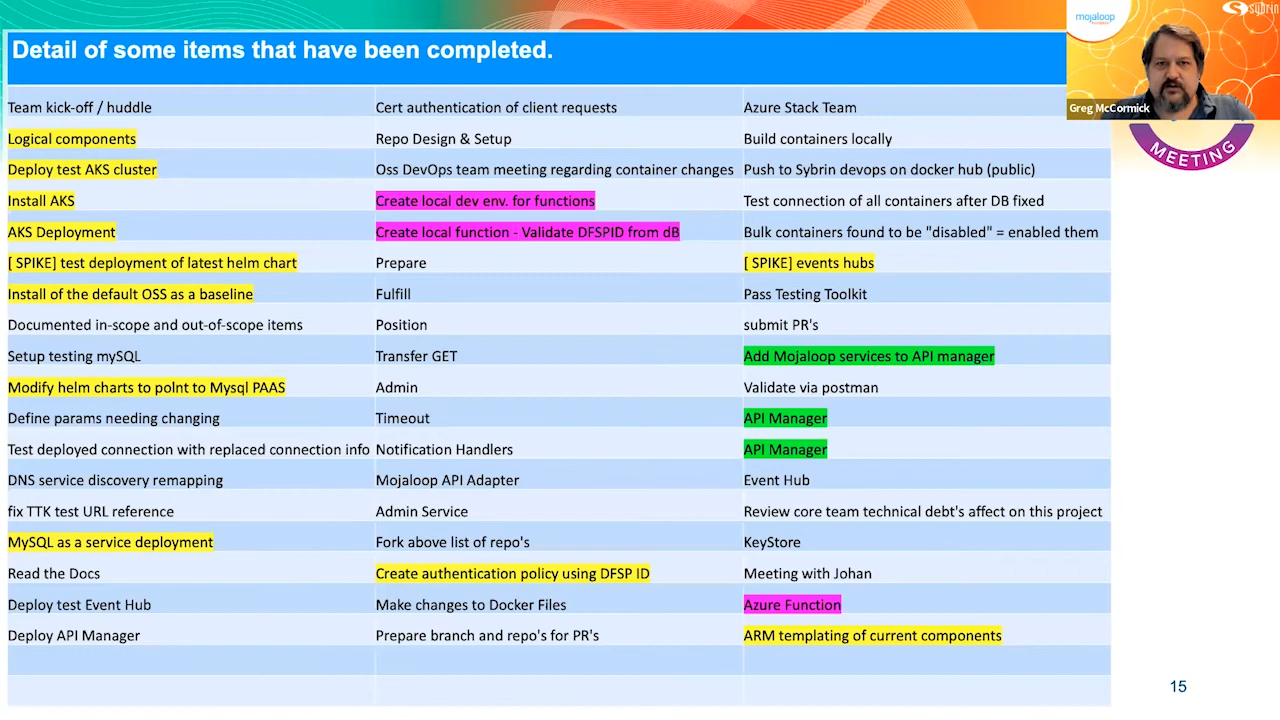 Detail of some items that have been completed.
mojaloop
Sybrin
Greg McCormick
MEETING
Team kick-off / huddle Cert authentication of client requests Azure Stack Team
Logical components Repo Design & Setup Build containers locally
Deploy test AKS cluster Oss DevOps team meeting regarding container changes Push to Sybrin devops on docker hub (public)
Install AKS Create local dev env. for functions Test connection of all containers after DB fixed
AKS Deployment Create local function - Validate DFSPID from dB Bulk containers found to be "disabled" = enabled them
[ SPIKE] test deployment of latest helm chart Prepare [ SPIKE] events hubs
Install of the default OSS as a baseline Fulfill Pass Testing Toolkit
Documented in-scope and out-of-scope items Position submit PR's
Setup testing mySQL Transfer GET Add Mojaloop services to API manager
Modify helm charts to poInt to Mysql PAAS Admin Validate via postman
Define params needing changing Timeout API Manager
Test deployed connection with replaced connection info Notification Handlers API Manager
DNS service discovery remapping Mojaloop API Adapter Event Hub
fix TTK test URL reference Admin Service Review core team technical debt's affect on this project
MySQL as a service deployment Fork above list of repo's KeyStore
Read the Docs Create authentication policy using DFSP ID Meeting with Johan
Deploy test Event Hub Make changes to Docker Files Azure Function
Deploy API Manager Prepare branch and repo's for PR's ARM templating of current components
15